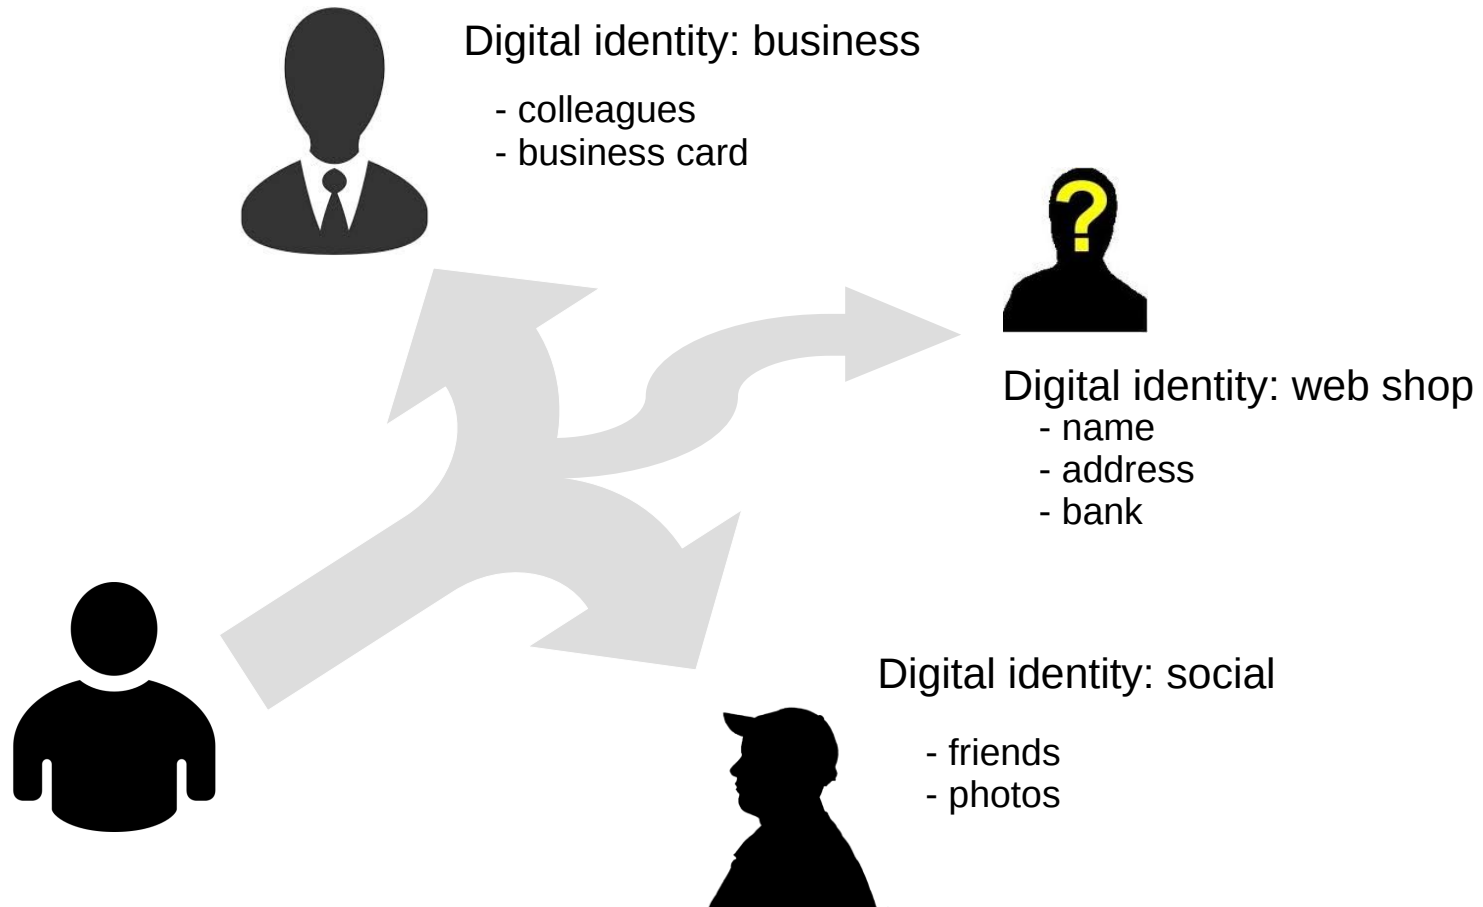 Digital identity: business
- colleagues
- business card
?
Digital identity: web shop
- name
- address
- bank
Digital identity: social
- friends
- photos